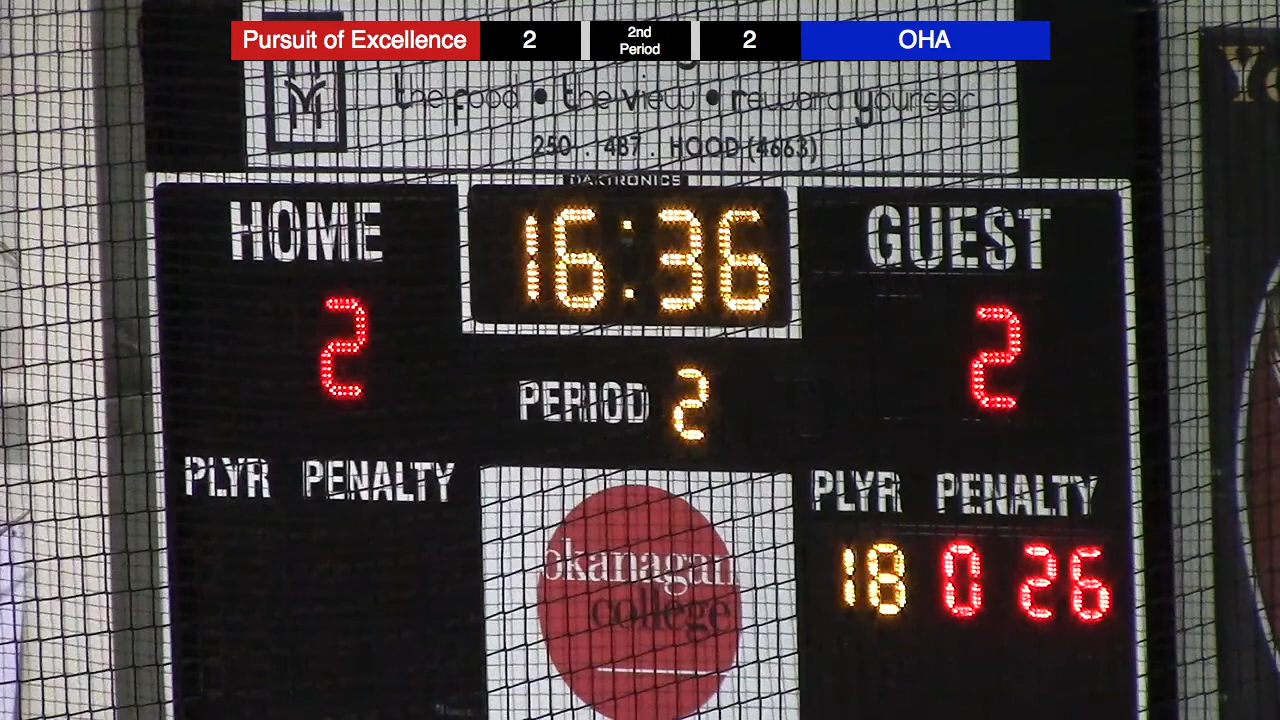 Pursuit of Excellence 2 2nd Period 2 OHA
the food • the view • reward yourself
250 . 487 . HOOD (4663)
DAKTRONICS
HOME 16:36 GUEST
2 2
PERIOD 2
PLYR PENALTY PLYR PENALTY
18 0 26
okanagan
college